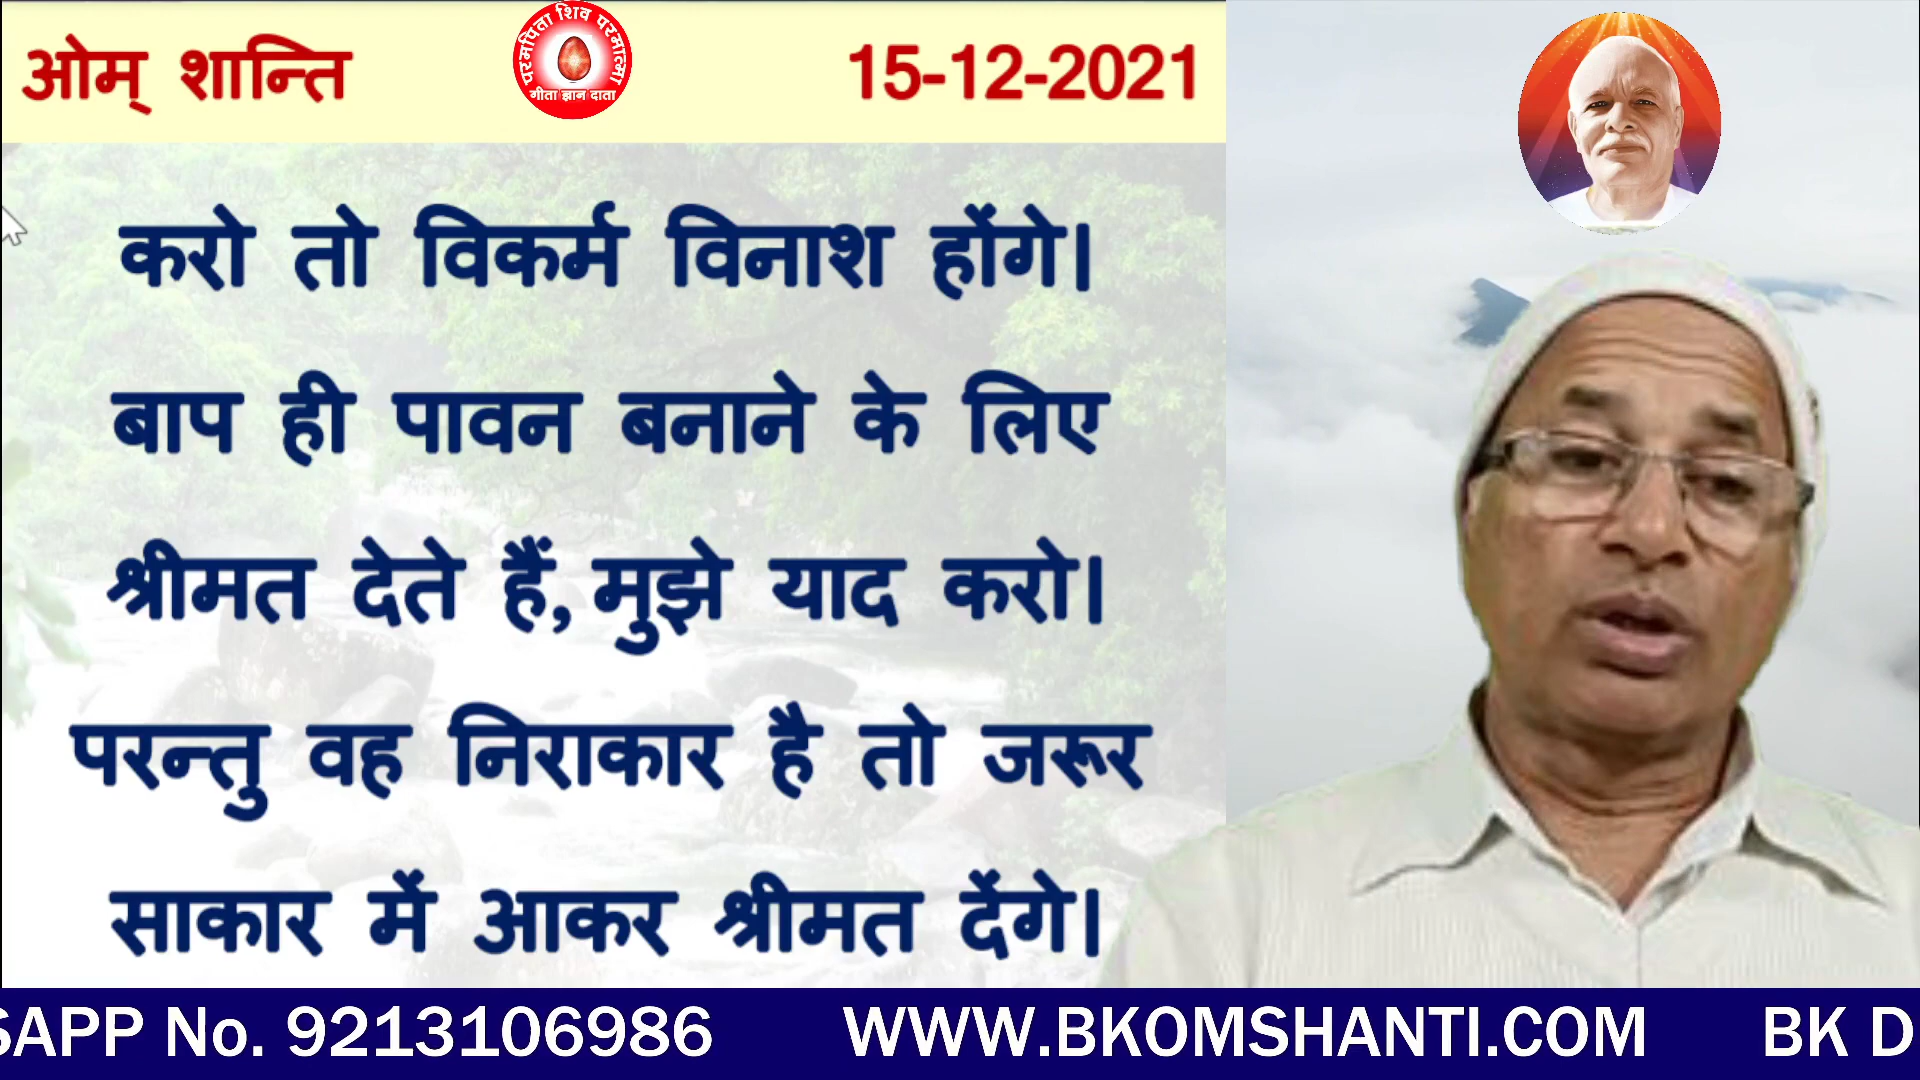 ओम् शान्ति
परमपिता शिव परमात्मा
गीता ज्ञान दाता
15-12-2021
करो तो विकर्म विनाश होंगे।
बाप ही पावन बनाने के लिए
श्रीमत देते हैं, मुझे याद करो।
परन्तु वह निराकार है तो जरूर
साकार में आकर श्रीमत देंगे।
SAPP No. 9213106986 WWW.BKOMSHANTI.COM BK D